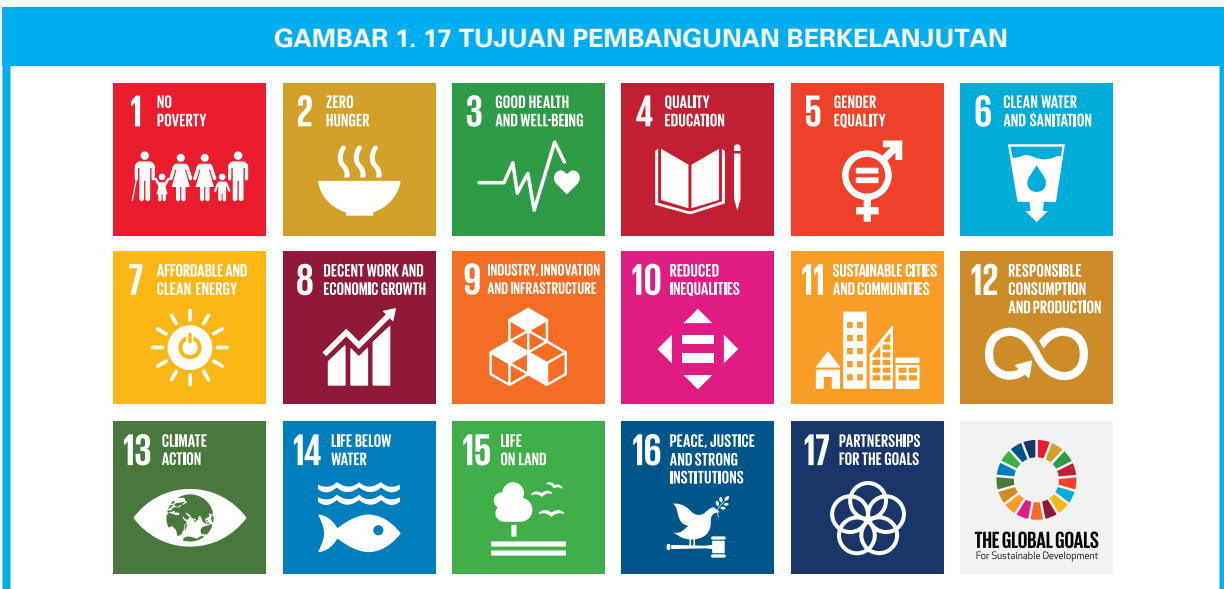 GAMBAR 1. 17 TUJUAN PEMBANGUNAN BERKELANJUTAN
1 NO
POVERTY
2 ZERO
HUNGER
3 GOOD HEALTH
AND WELL-BEING
4 QUALITY
EDUCATION
5 GENDER
EQUALITY
6 CLEAN WATER
AND SANITATION
7 AFFORDABLE AND
CLEAN ENERGY
8 DECENT WORK AND
ECONOMIC GROWTH
9 INDUSTRY, INNOVATION
AND INFRASTRUCTURE
10 REDUCED
INEQUALITIES
11 SUSTAINABLE CITIES
AND COMMUNITIES
12 RESPONSIBLE
CONSUMPTION
AND PRODUCTION
13 CLIMATE
ACTION
14 LIFE BELOW
WATER
15 LIFE
ON LAND
16 PEACE, JUSTICE
AND STRONG
INSTITUTIONS
17 PARTNERSHIPS
FOR THE GOALS
THE GLOBAL GOALS
For Sustainable Development